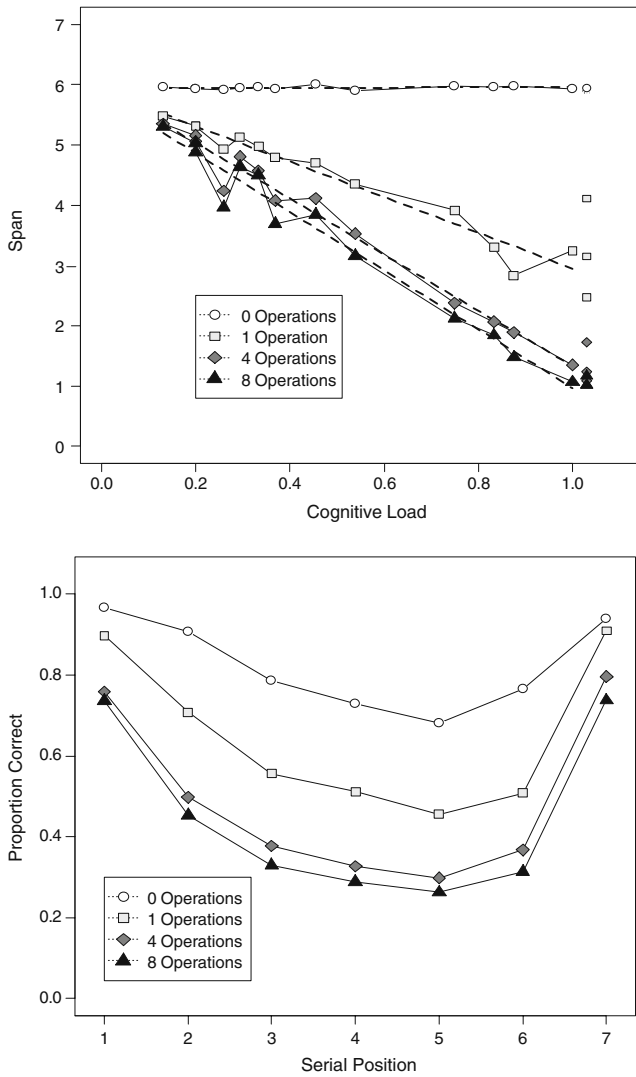 7
6
5
4
3
2
1
0
Span
0 Operations
1 Operation
4 Operations
8 Operations
0.0 0.2 0.4 0.6 0.8 1.0
Cognitive Load
1.0
0.8
0.6
0.4
0.2
0.0
Proportion Correct
0 Operations
1 Operations
4 Operations
8 Operations
1 2 3 4 5 6 7
Serial Position